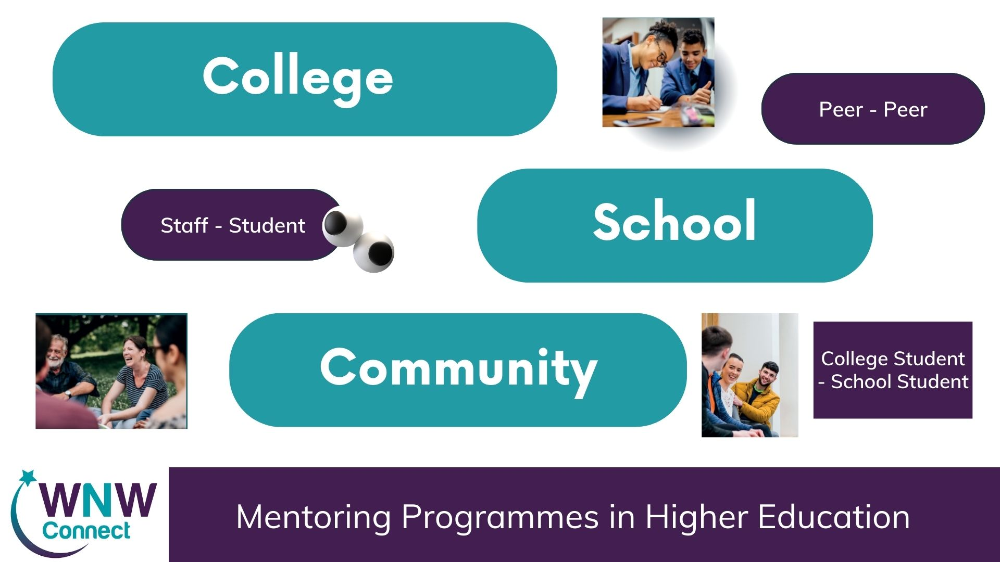 College
Peer - Peer
Staff - Student
School
Community
College Student
- School Student
WNW
Connect
Mentoring Programmes in Higher Education